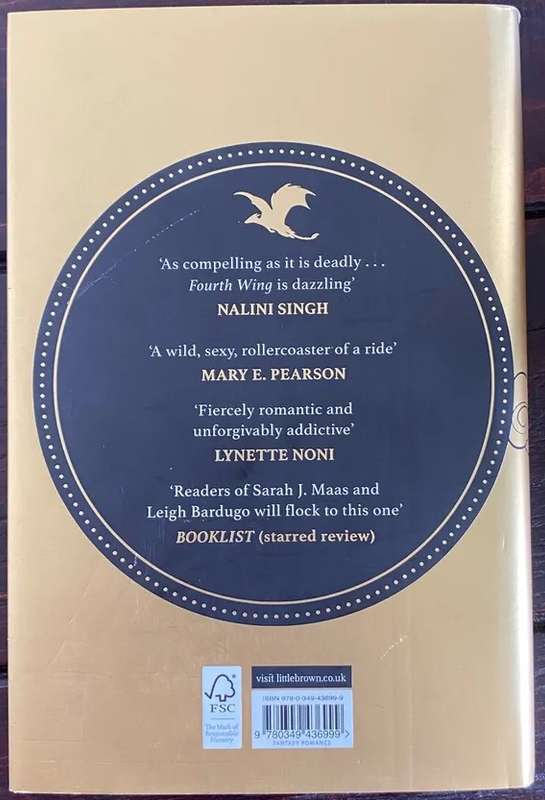 ‘As compelling as it is deadly . . .
Fourth Wing is dazzling’
NALINI SINGH
‘A wild, sexy, rollercoaster of a ride’
MARY E. PEARSON
‘Fiercely romantic and
unforgivably addictive’
LYNETTE NONI
‘Readers of Sarah J. Maas and
Leigh Bardugo will flock to this one’
BOOKLIST (starred review)
FSC
The Mark of
Responsible
Forestry
visit littlebrown.co.uk
ISBN 978-0-349-43699-9
9 780349 436999 >
FANTASY ROMANCE